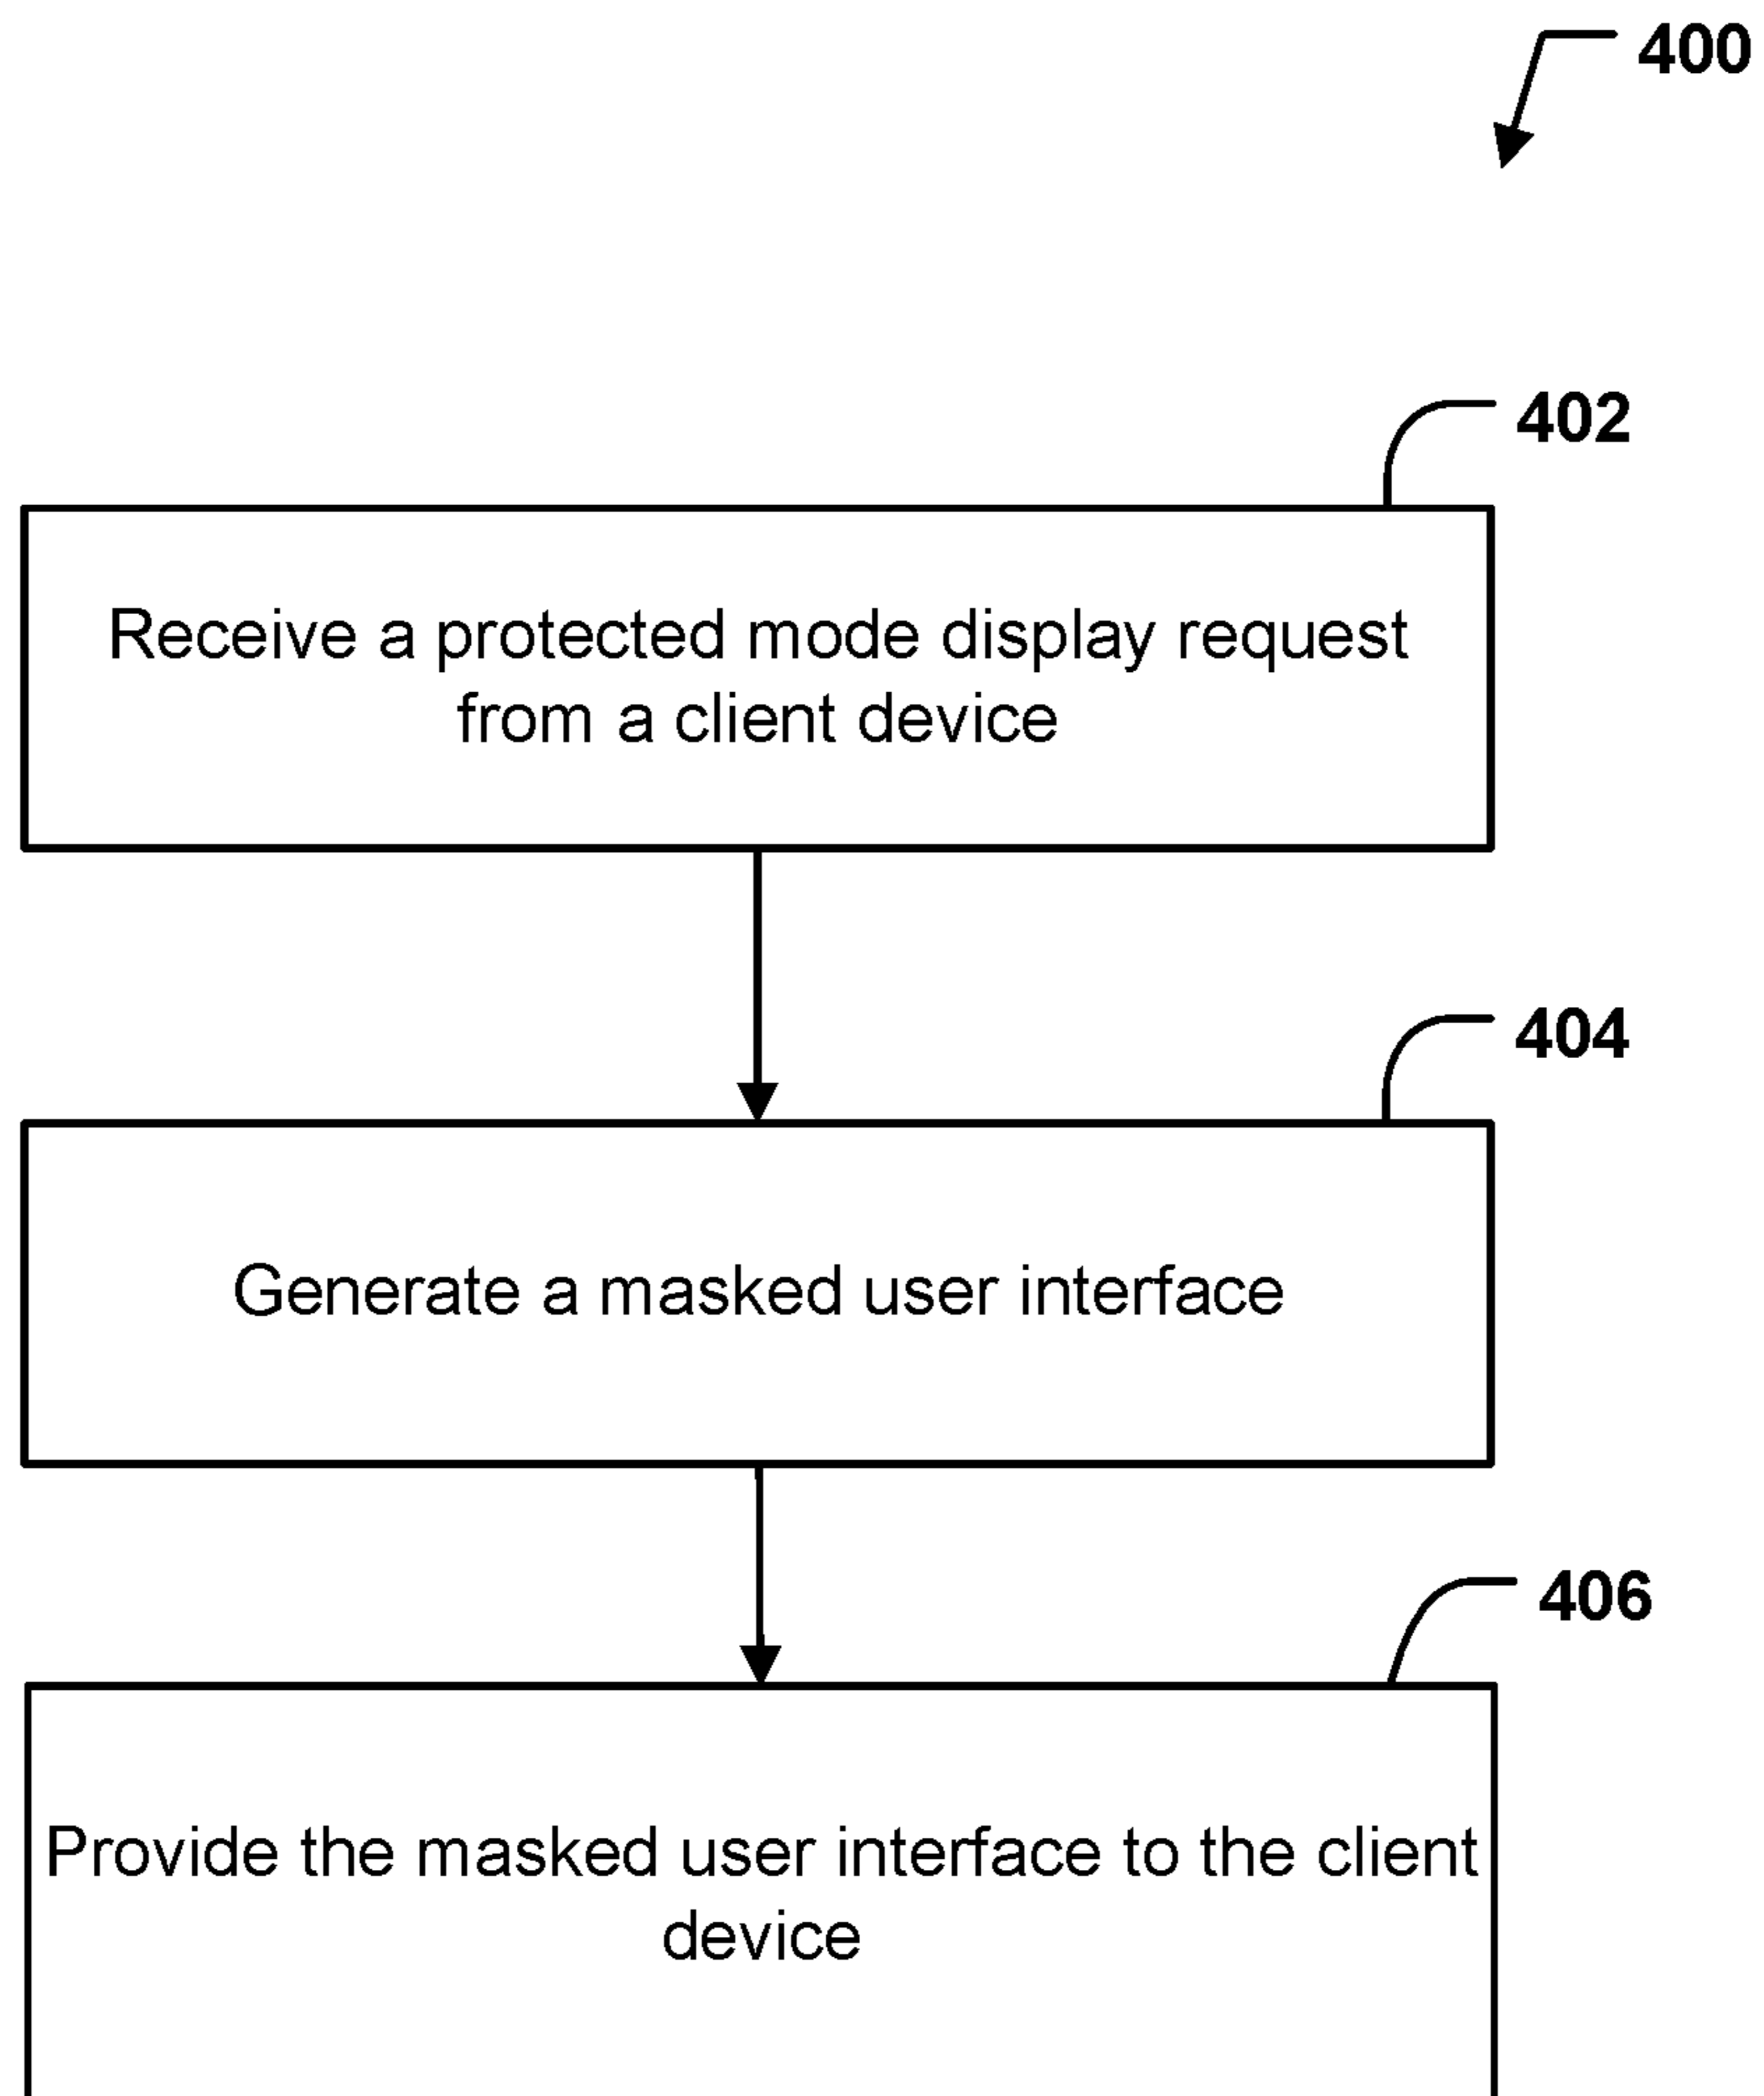 400
402
Receive a protected mode display request
from a client device
404
Generate a masked user interface
406
Provide the masked user interface to the client
device